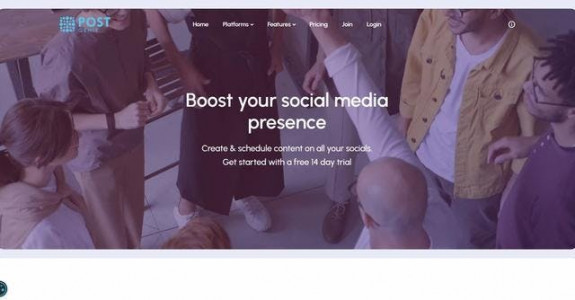 POST
Home Platforms Features Pricing Join Login
Boost your social media
presence
Create & schedule content on all your socials.
Get started with a free 14 day trial